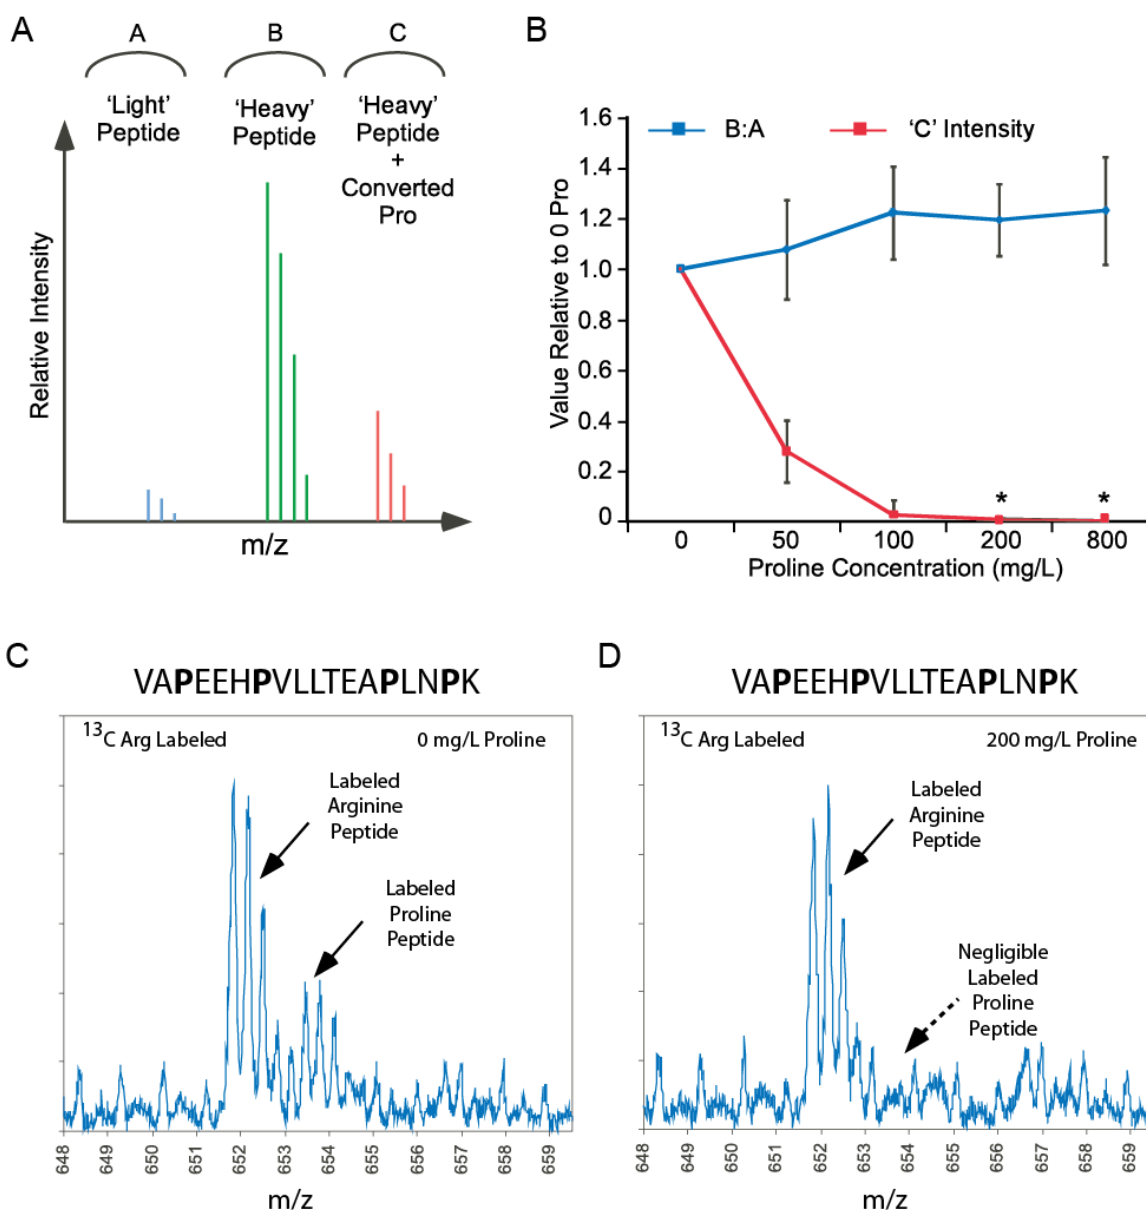 A
A
B
C
'Light'
Peptide
'Heavy'
Peptide
'Heavy'
Peptide
+
Converted
Pro
Relative Intensity
m/z
B
B:A
'C' Intensity
Value Relative to 0 Pro
1.6
1.4
1.2
1.0
0.8
0.6
0.4
0.2
0
* *
0 50 100 200 800
Proline Concentration (mg/L)
C
VAPEEHPVLLTEAPLNPK
13C Arg Labeled
0 mg/L Proline
Labeled
Arginine
Peptide
Labeled
Proline
Peptide
648 649 650 651 652 653 654 655 656 657 658 659
m/z
D
VAPEEHPVLLTEAPLNPK
13C Arg Labeled
200 mg/L Proline
Labeled
Arginine
Peptide
Negligible
Labeled
Proline
Peptide
648 649 650 651 652 653 654 655 656 657 658 659
m/z